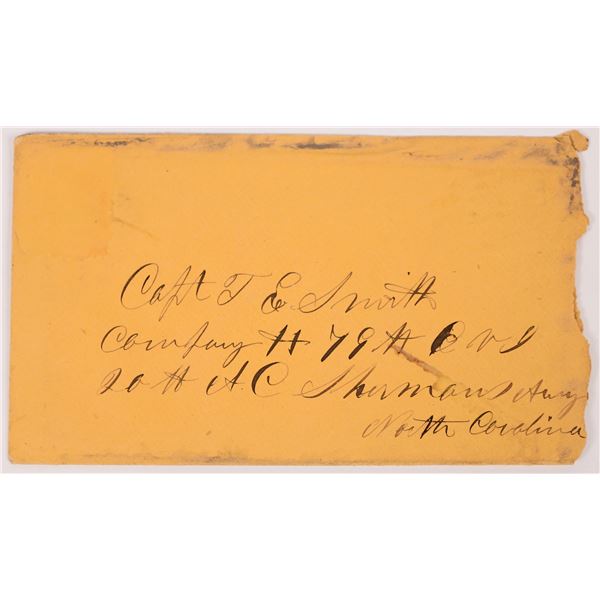 Capt T E Smith
Company H 79th O V I
20th A.C. Shermans Army
North Carolina